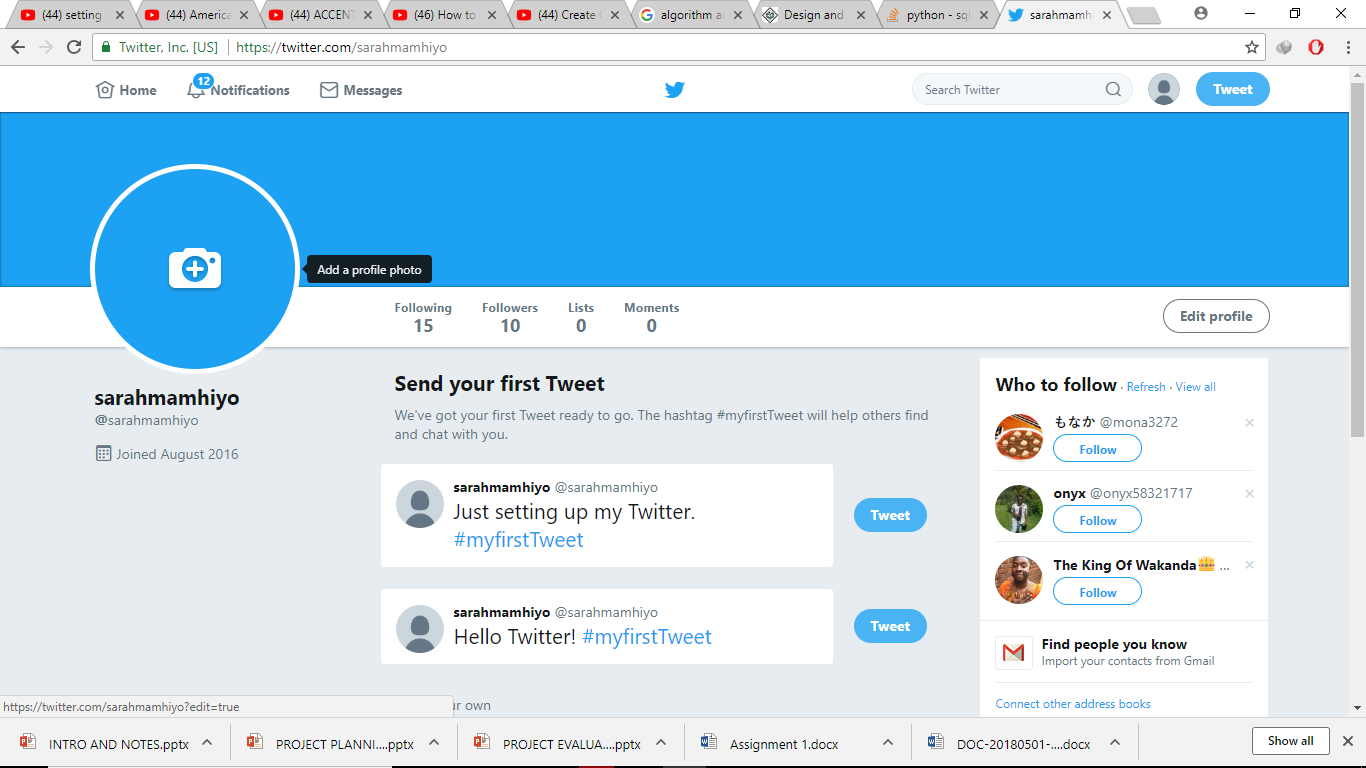 (44) setting
(44) America
(44) ACCENT
(46) How to
(44) Create
algorithm an
Design and
python - sql
sarahmamhi
Twitter, Inc. [US]
https://twitter.com/sarahmamhiyo
Home
12
Notifications
Messages
Search Twitter
Tweet
Add a profile photo
Following
15
Followers
10
Lists
0
Moments
0
Edit profile
sarahmamhiyo
@sarahmamhiyo
Joined August 2016
Send your first Tweet
We've got your first Tweet ready to go. The hashtag #myfirstTweet will help others find
and chat with you.
sarahmamhiyo @sarahmamhiyo
Just setting up my Twitter.
#myfirstTweet
Tweet
sarahmamhiyo @sarahmamhiyo
Hello Twitter! #myfirstTweet
Tweet
Who to follow · Refresh · View all
もなか @mona3272
Follow
onyx @onyx58321717
Follow
The King Of Wakanda👑 ...
Follow
Find people you know
Import your contacts from Gmail
Connect other address books
https://twitter.com/sarahmamhiyo?edit=true
ur own
INTRO AND NOTES.pptx
PROJECT PLANNI....pptx
PROJECT EVALUA....pptx
Assignment 1.docx
DOC-20180501-....docx
Show all